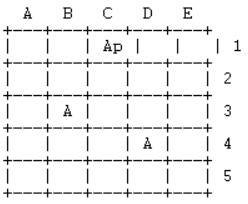 A B C D E
+---+---+---+---+---+
|   |   | Ap |   |   | 1
+---+---+---+---+---+
|   |   |   |   |   | 2
+---+---+---+---+---+
|   | A |   |   |   | 3
+---+---+---+---+---+
|   |   |   | A |   | 4
+---+---+---+---+---+
|   |   |   |   |   | 5
+---+---+---+---+---+